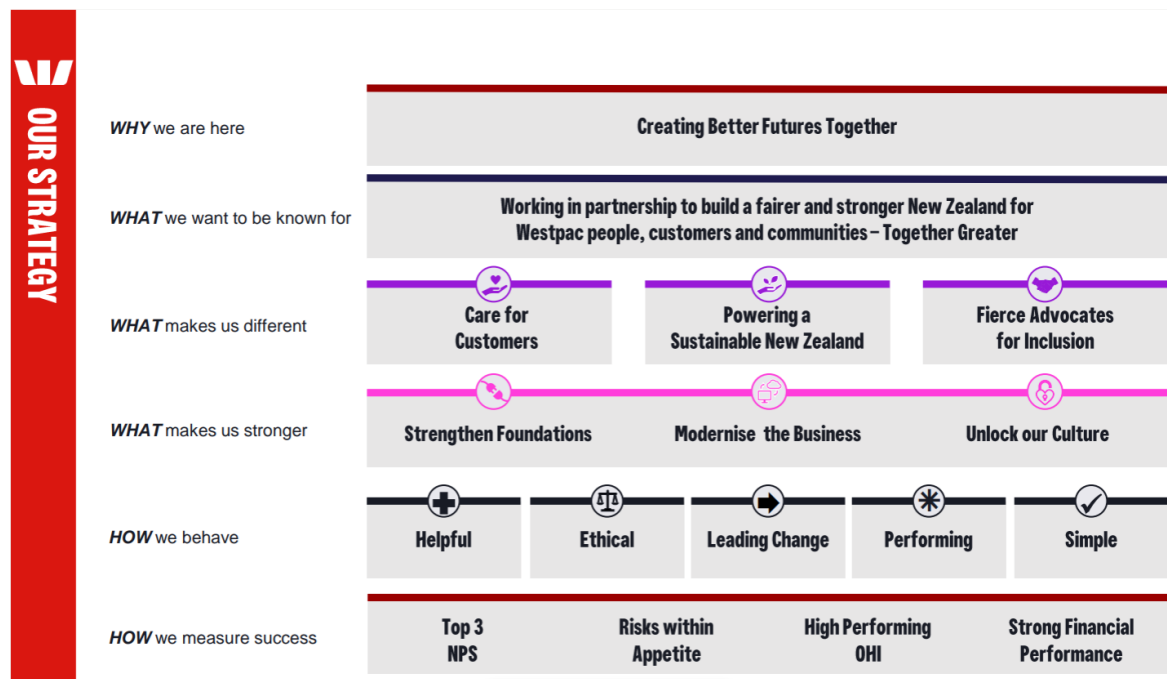 OUR STRATEGY
WHY we are here
Creating Better Futures Together
WHAT we want to be known for
Working in partnership to build a fairer and stronger New Zealand for
Westpac people, customers and communities – Together Greater
WHAT makes us different
Care for
Customers
Powering a
Sustainable New Zealand
Fierce Advocates
for Inclusion
WHAT makes us stronger
Strengthen Foundations
Modernise the Business
Unlock our Culture
HOW we behave
Helpful
Ethical
Leading Change
Performing
Simple
HOW we measure success
Top 3
NPS
Risks within
Appetite
High Performing
OHI
Strong Financial
Performance